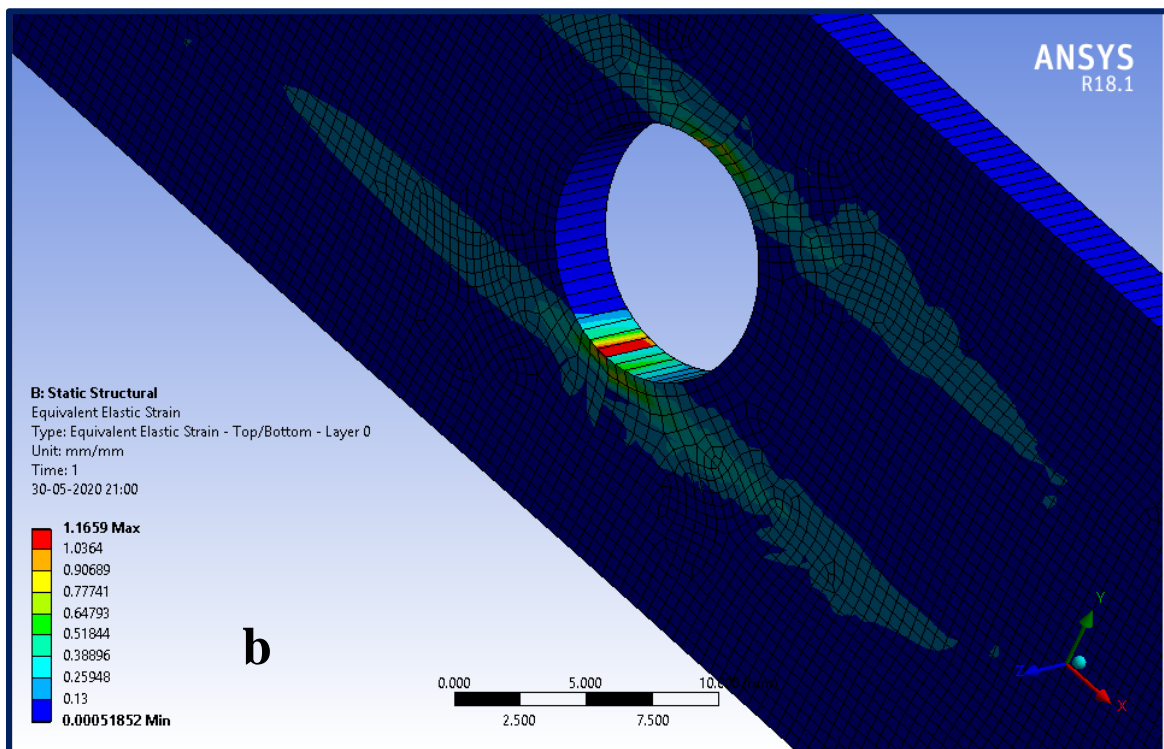 ANSYS
R18.1
B: Static Structural
Equivalent Elastic Strain
Type: Equivalent Elastic Strain - Top/Bottom - Layer 0
Unit: mm/mm
Time: 1
30-05-2020 21:00
1.1659 Max
1.0364
0.90689
0.77741
0.64793
0.51844
0.38896
0.25948
0.13
0.00051852 Min
b
0.000
5.000
2.500
7.500
Y
Z
X